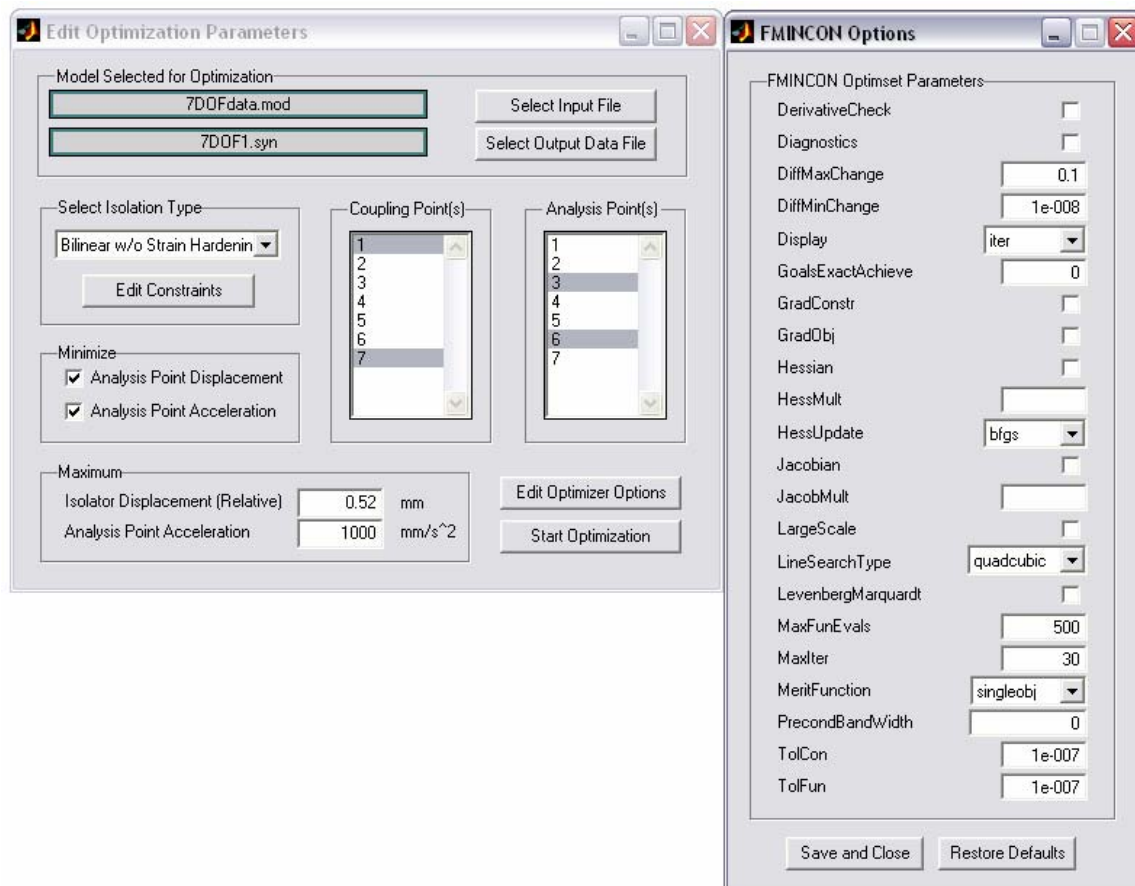 Edit Optimization Parameters
Model Selected for Optimization
7DOFdata.mod
Select Input File
7DOF1.syn
Select Output Data File
Select Isolation Type
Bilinear w/o Strain Hardenin
Edit Constraints
Coupling Point(s)
1
2
3
4
5
6
7
Analysis Point(s)
1
2
3
4
5
6
7
Minimize
Analysis Point Displacement
Analysis Point Acceleration
Maximum
Isolator Displacement (Relative) 0.52 mm
Analysis Point Acceleration 1000 mm/s^2
Edit Optimizer Options
Start Optimization
FMINCON Options
FMINCON Optimset Parameters
DerivativeCheck
Diagnostics
DiffMaxChange 0.1
DiffMinChange 1e-008
Display iter
GoalsExactAchieve 0
GradConstr
GradObj
Hessian
HessMult
HessUpdate bfgs
Jacobian
JacobMult
LargeScale
LineSearchType quadcubic
LevenbergMarquardt
MaxFunEvals 500
MaxIter 30
MeritFunction singleobj
PrecondBandWidth 0
TolCon 1e-007
TolFun 1e-007
Save and Close
Restore Defaults